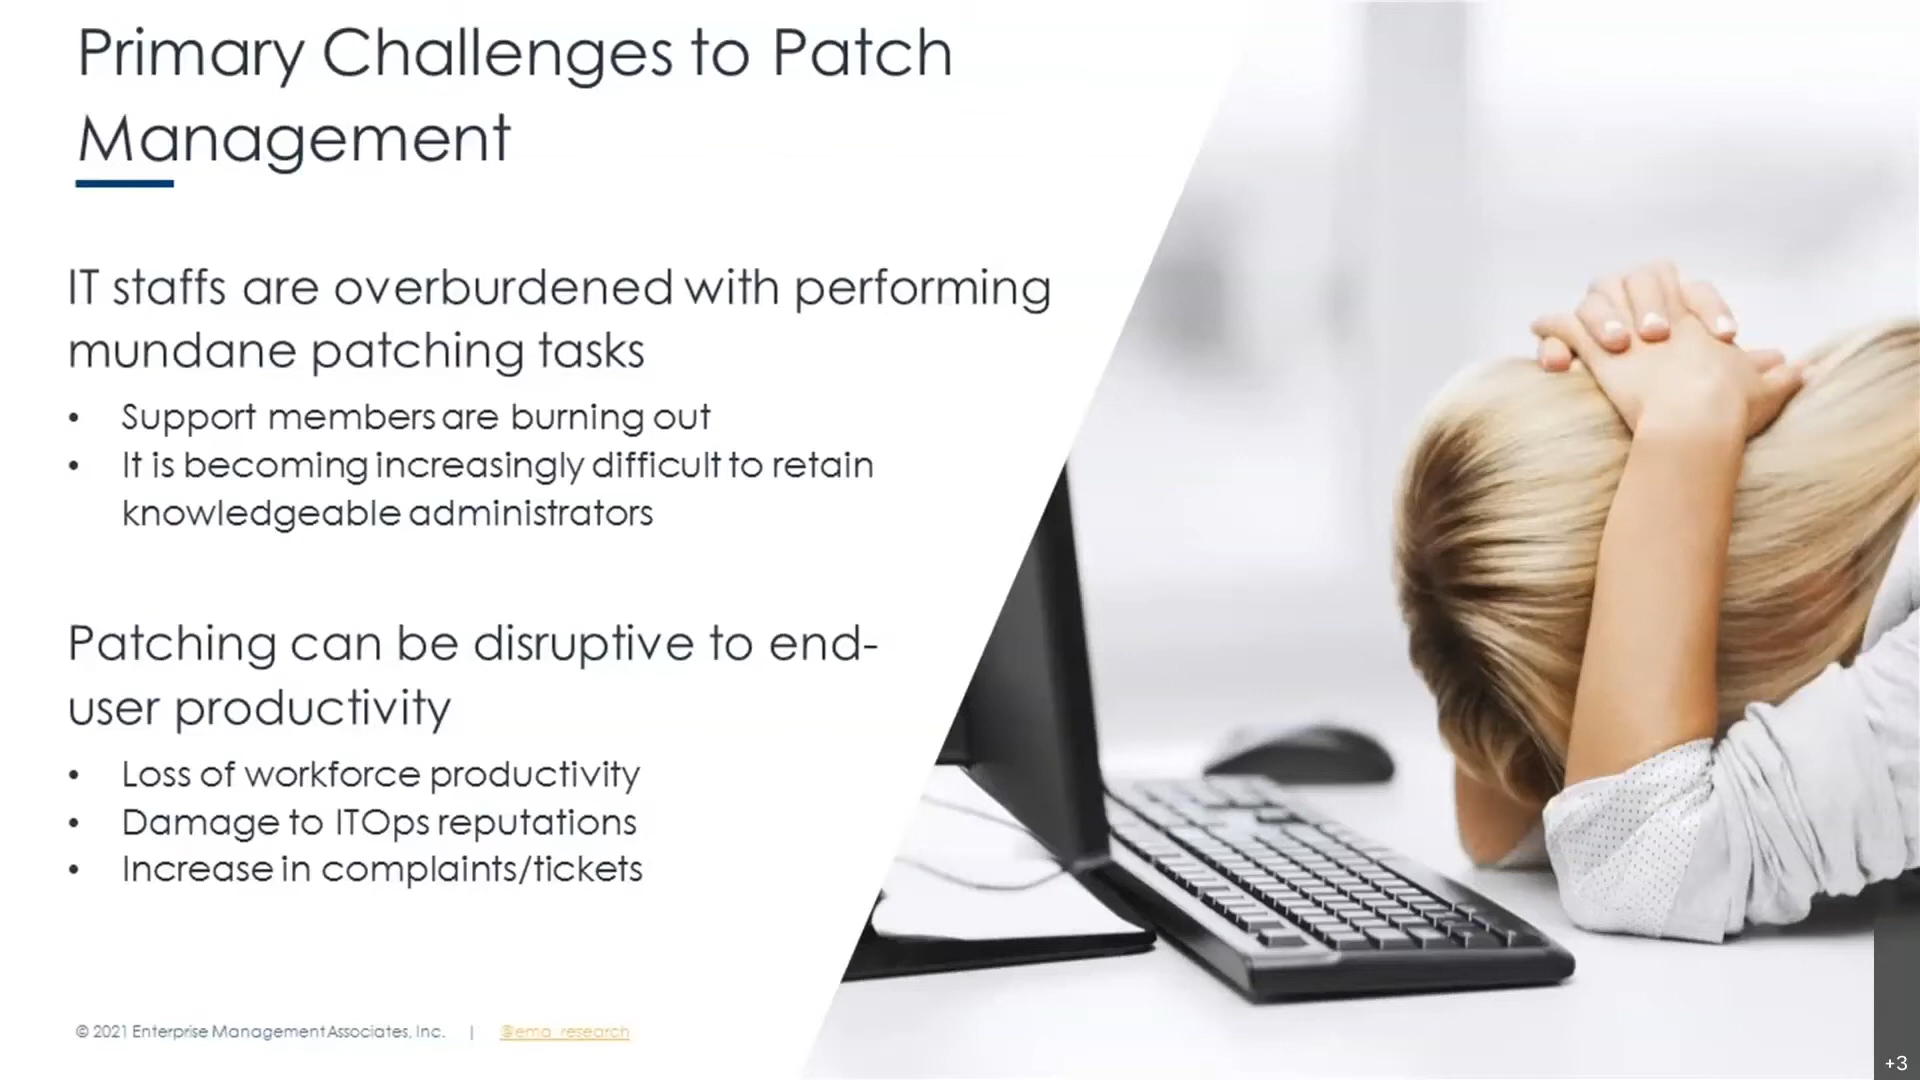 Primary Challenges to Patch
Management
IT staffs are overburdened with performing
mundane patching tasks
• Support members are burning out
• It is becoming increasingly difficult to retain
knowledgeable administrators
Patching can be disruptive to end-
user productivity
• Loss of workforce productivity
• Damage to ITOps reputations
• Increase in complaints/tickets
© 2021 Enterprise Management Associates, Inc. | @ema_research
+3